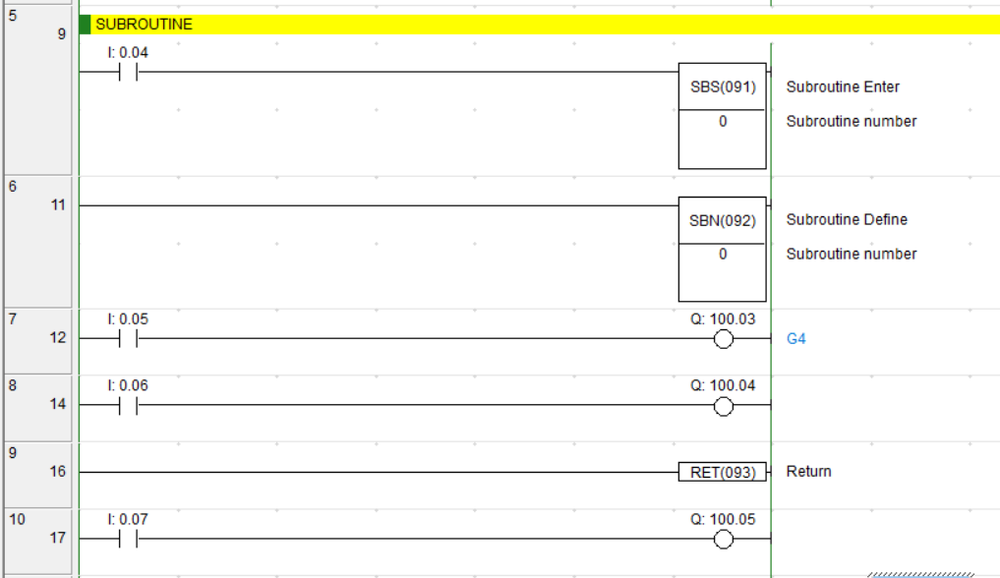 5
SUBROUTINE
9
I: 0.04
SBS(091)
Subroutine Enter
0
Subroutine number
6
11
SBN(092)
Subroutine Define
0
Subroutine number
7
I: 0.05
Q: 100.03
12
G4
8
I: 0.06
Q: 100.04
14
9
16
RET(093)
Return
10
I: 0.07
Q: 100.05
17